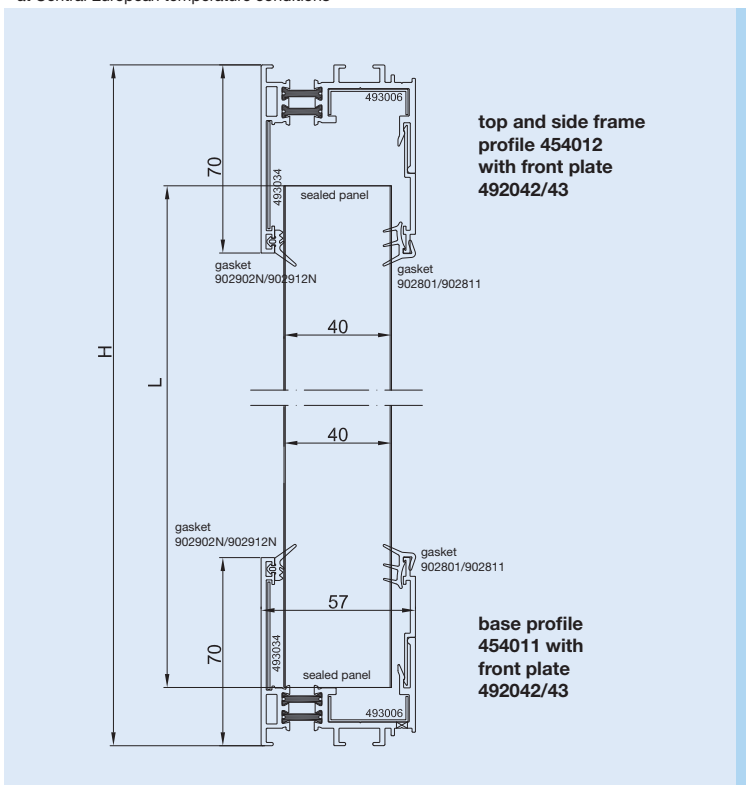 at Central European temperature conditions
493006
top and side frame
profile 454012
with front plate
492042/43
70
493034
sealed panel
gasket
902902N/902912N
gasket
902801/902811
40
H
L
40
gasket
902902N/902912N
gasket
902801/902811
57
base profile
454011 with
front plate
492042/43
70
493034
sealed panel
493006